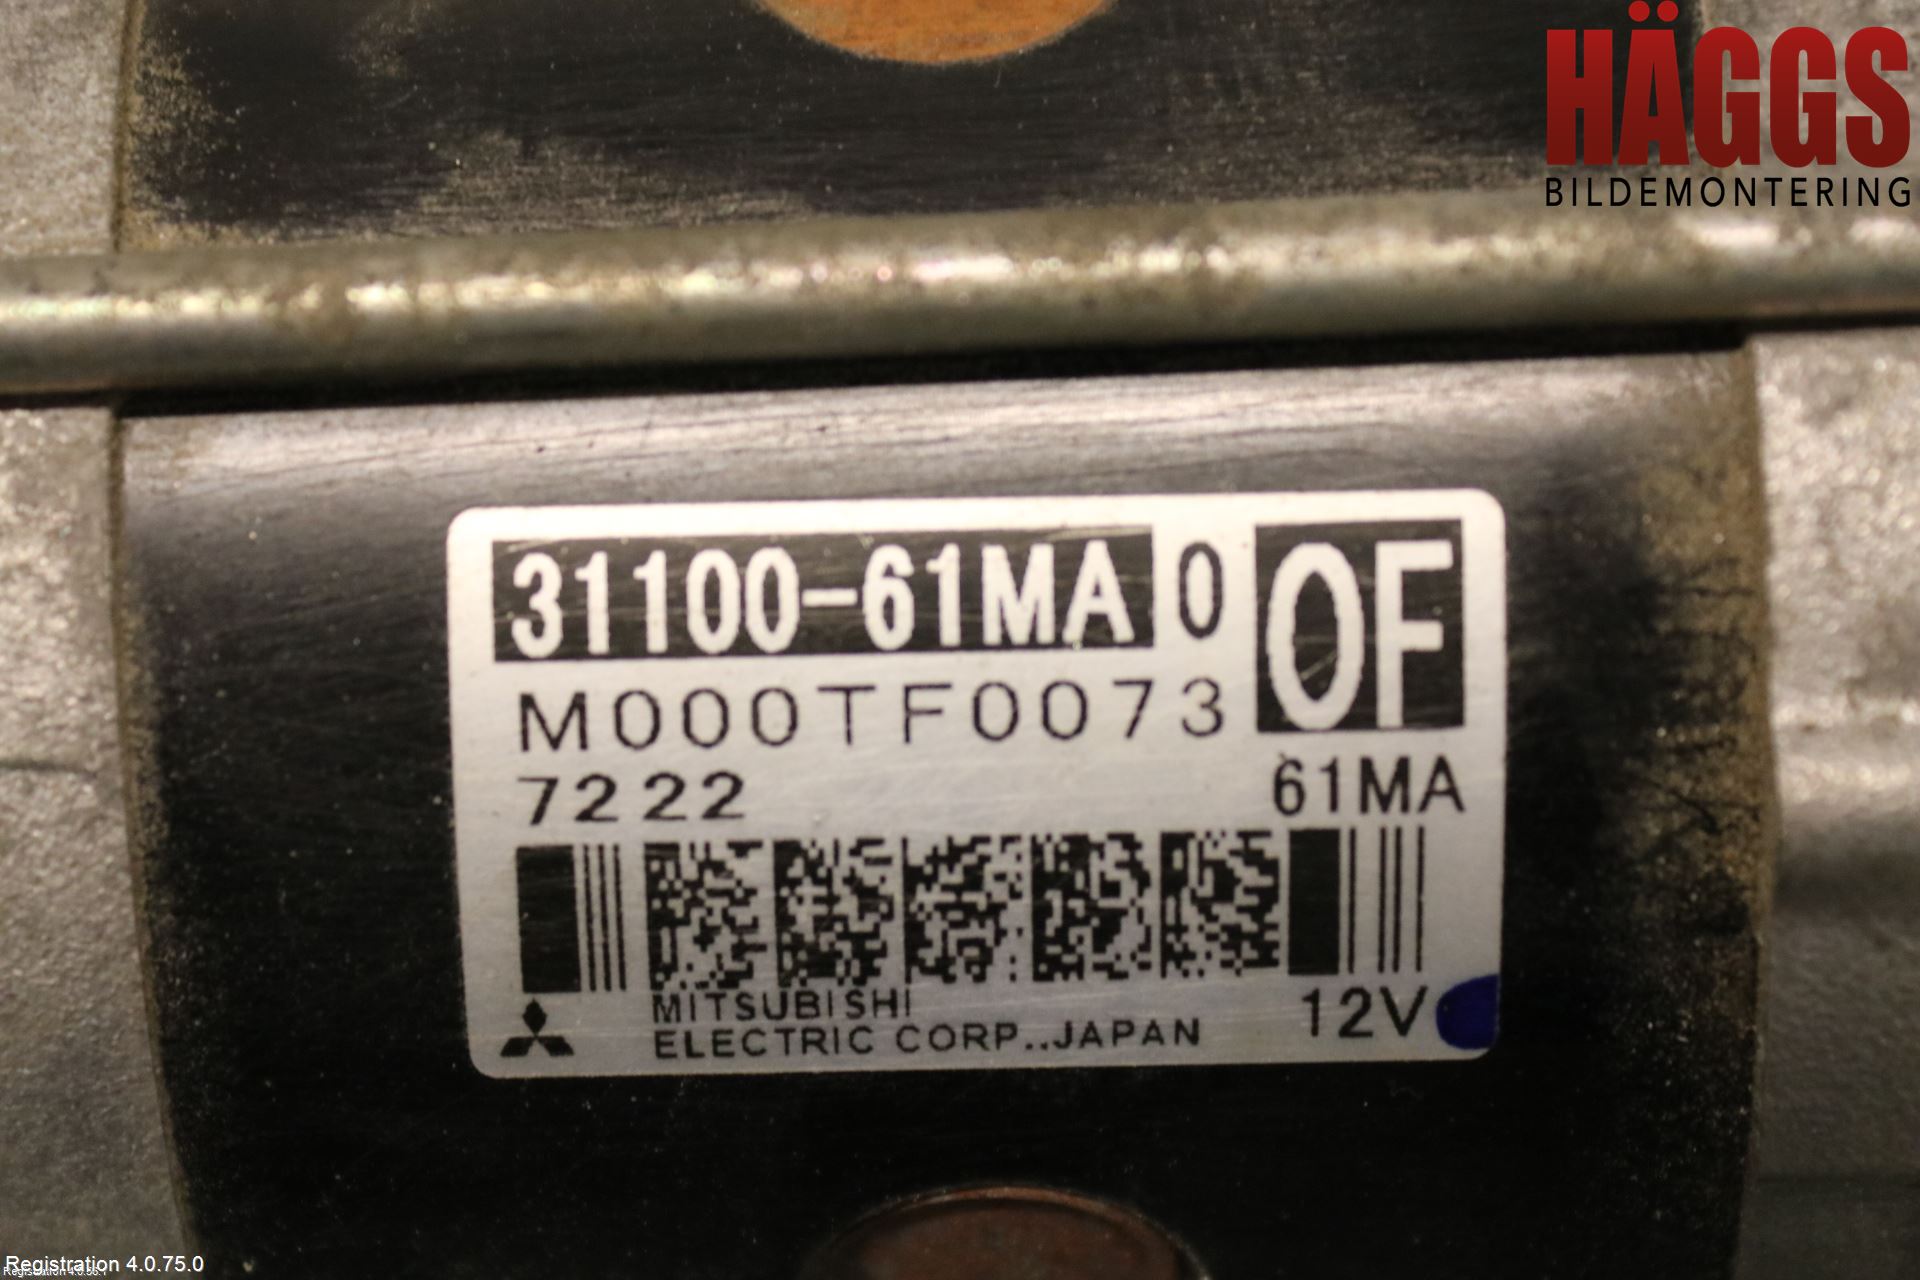 HÄGGS
BILDEMONTERING
31100-61MA 0 0F
M000TF0073
7222 61MA
MITSUBISHI
ELECTRIC CORP.,JAPAN 12V
Registration 4.0.75.0